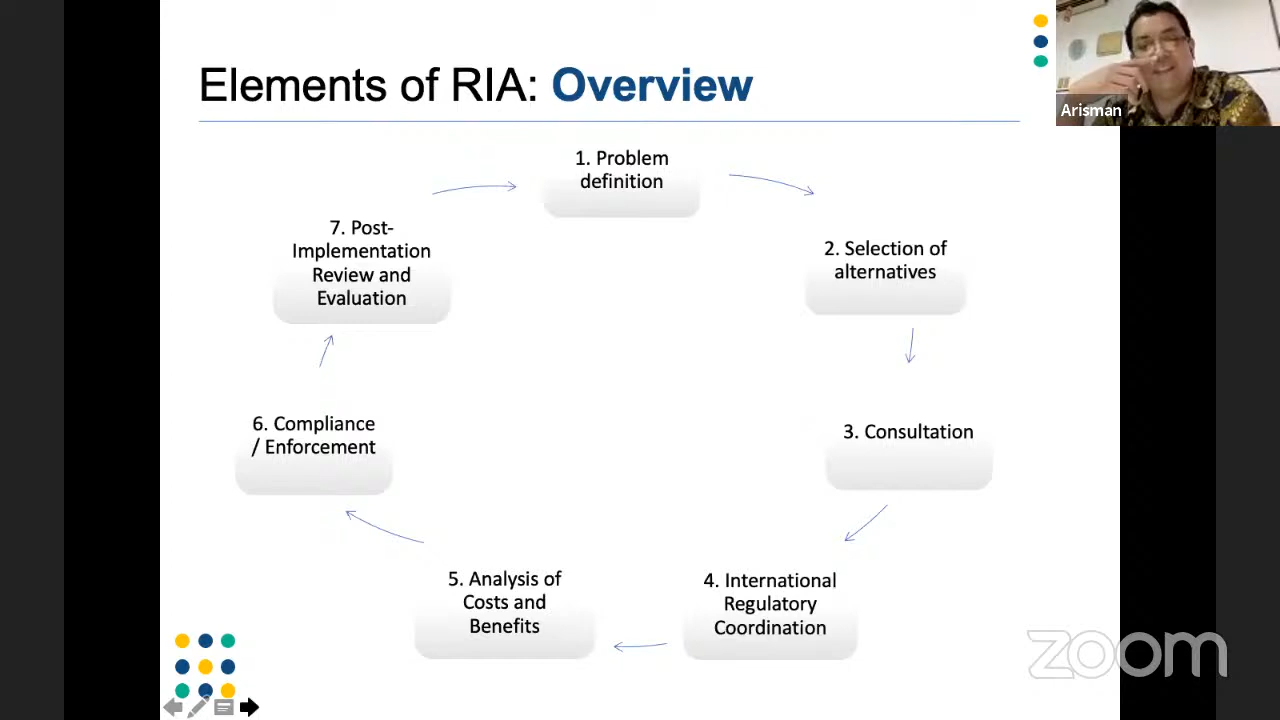 Elements of RIA: Overview
Arisman
1. Problem
definition
2. Selection of
alternatives
3. Consultation
4. International
Regulatory
Coordination
5. Analysis of
Costs and
Benefits
6. Compliance
/ Enforcement
7. Post-
Implementation
Review and
Evaluation
zoom